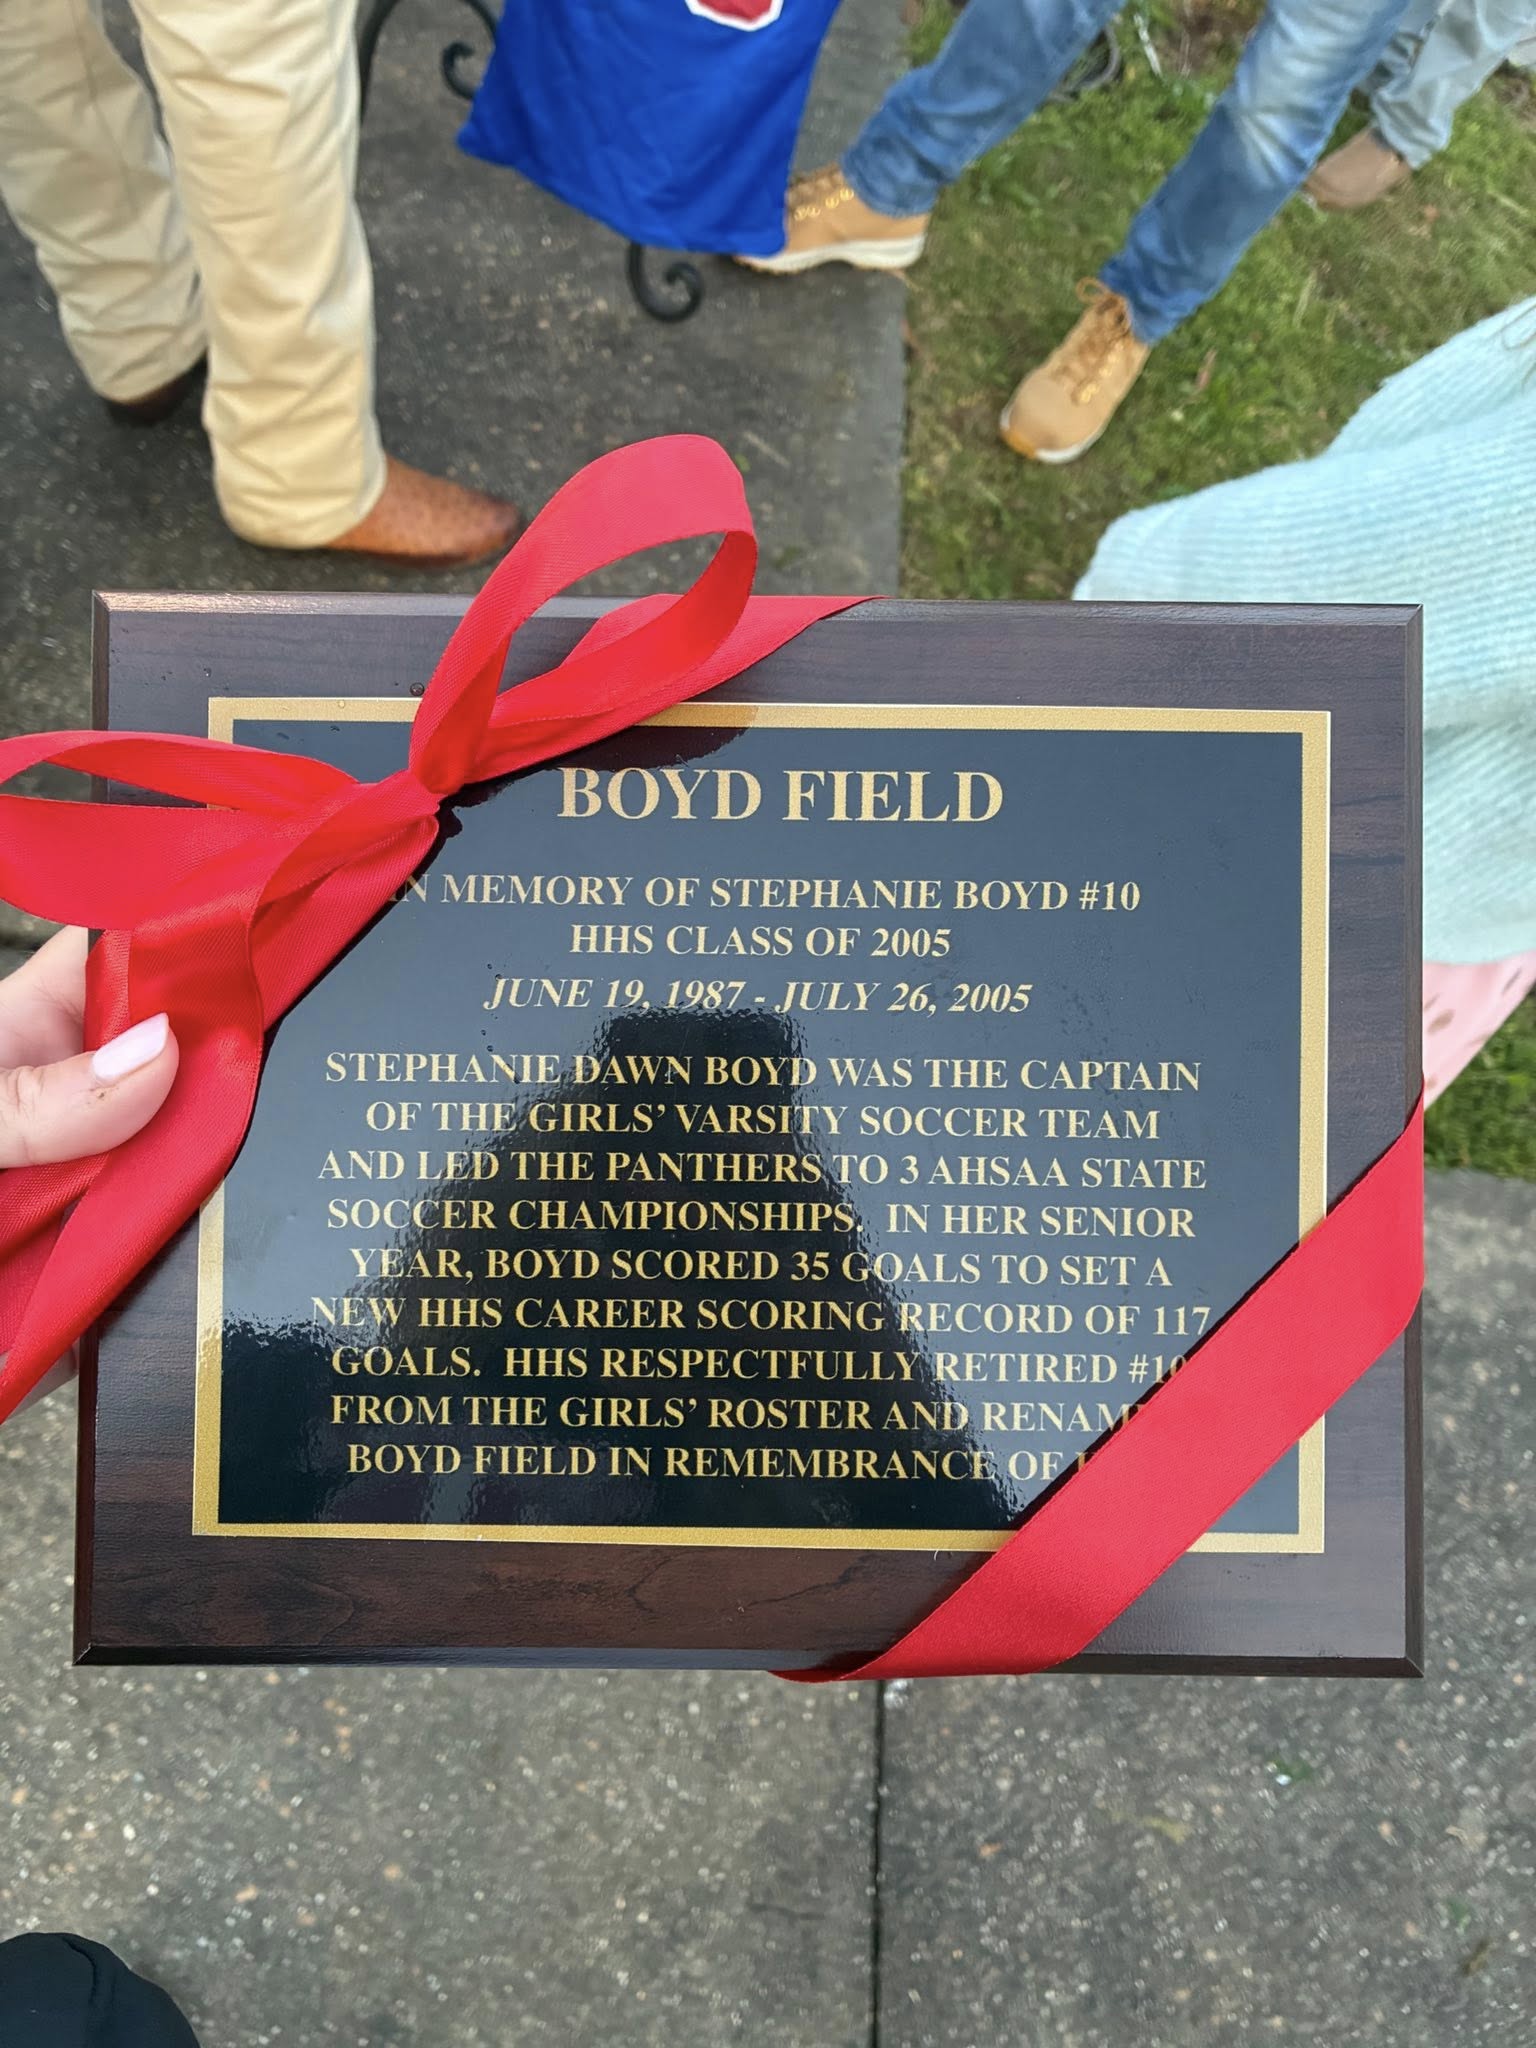 BOYD FIELD
IN MEMORY OF STEPHANIE BOYD #10
HHS CLASS OF 2005
JUNE 19, 1987 - JULY 26, 2005
STEPHANIE DAWN BOYD WAS THE CAPTAIN
OF THE GIRLS' VARSITY SOCCER TEAM
AND LED THE PANTHERS TO 3 AHSAA STATE
SOCCER CHAMPIONSHIPS. IN HER SENIOR
YEAR, BOYD SCORED 35 GOALS TO SET A
NEW HHS CAREER SCORING RECORD OF 117
GOALS. HHS RESPECTFULLY RETIRED #10
FROM THE GIRLS' ROSTER AND
BOYD FIELD IN REMEMBRANCE OF